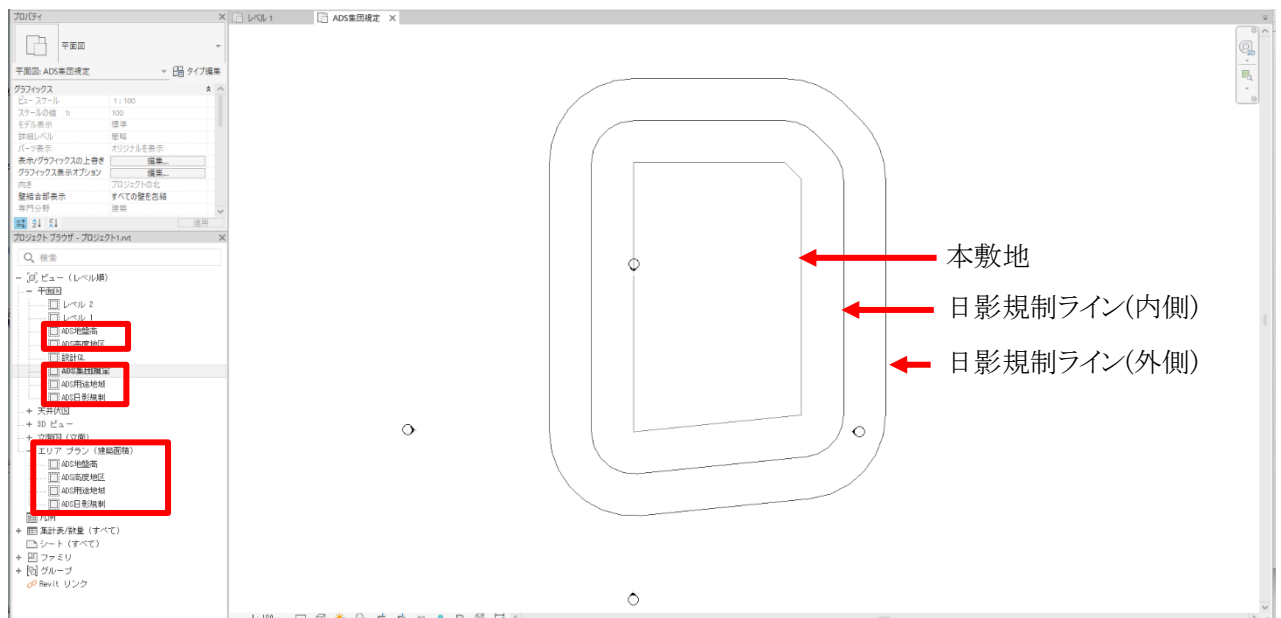 プロパティ
レベル 1
ADS集団規定
平面図
平面図: ADS集団規定
タイプ編集
グラフィックス
ビュー スケール 1 : 100
スケールの値 1: 100
モデル表示 標準
詳細レベル 簡略
パーツ表示 オリジナルを表示
表示/グラフィックスの上書き 編集...
グラフィックス表示オプション 編集...
向き プロジェクトの北
壁結合部表示 すべての壁を包絡
専門分野 建築
適用
プロジェクト ブラウザ - プロジェクト1.rvt
検索
ビュー (レベル順)
平面図
レベル 2
レベル 1
ADS地盤高
ADS高度地区
設計GL
ADS集団規定
ADS用途地域
ADS日影規制
天井伏図
3D ビュー
立面図 (立面)
エリア プラン (建築面積)
ADS地盤高
ADS高度地区
ADS用途地域
ADS日影規制
凡例
集計表/数量 (すべて)
シート (すべて)
ファミリ
グループ
Revit リンク
本敷地
日影規制ライン(内側)
日影規制ライン(外側)
2D
1 : 100